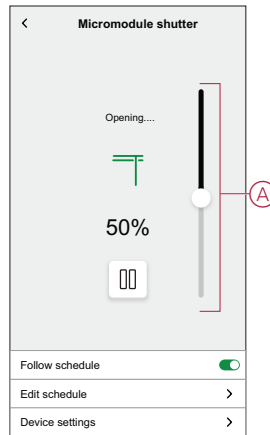 Micromodule shutter
Opening....
50%
A
Follow schedule
Edit schedule
Device settings